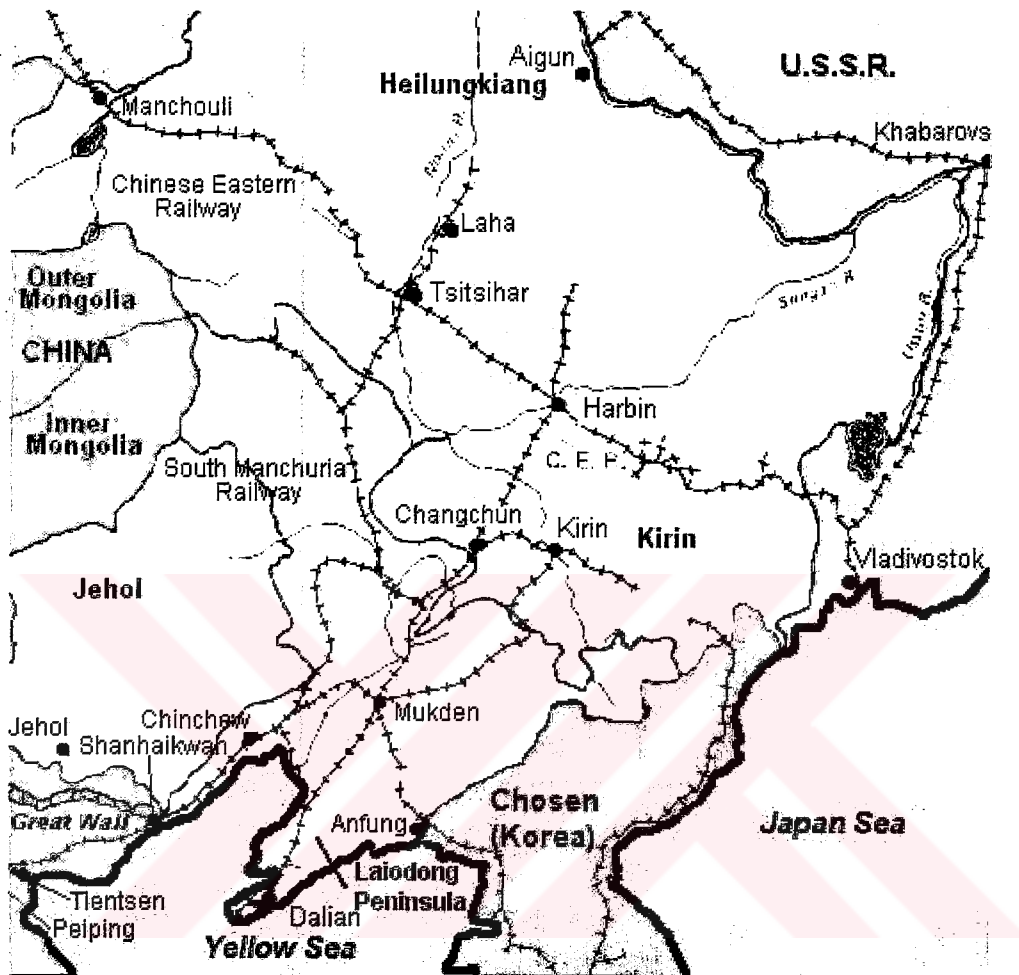 Aigun
U.S.S.R.
Heilungkiang
Manchouli
Khabarovs
Chinese Eastern
Railway
Laha
Outer
Mongolia
Tsitsihar
CHINA
Harbin
Inner
Mongolia
South Manchuria
Railway
Changchun
Kirin
Kirin
Vladivostok
Jehol
Mukden
Chinchew
Jehol
Shanhaikwan
Great Wall
Anfung
Chosen
(Korea)
Japan Sea
Laiodong
Peninsula
Tientsen
Peiping
Dalian
Yellow Sea